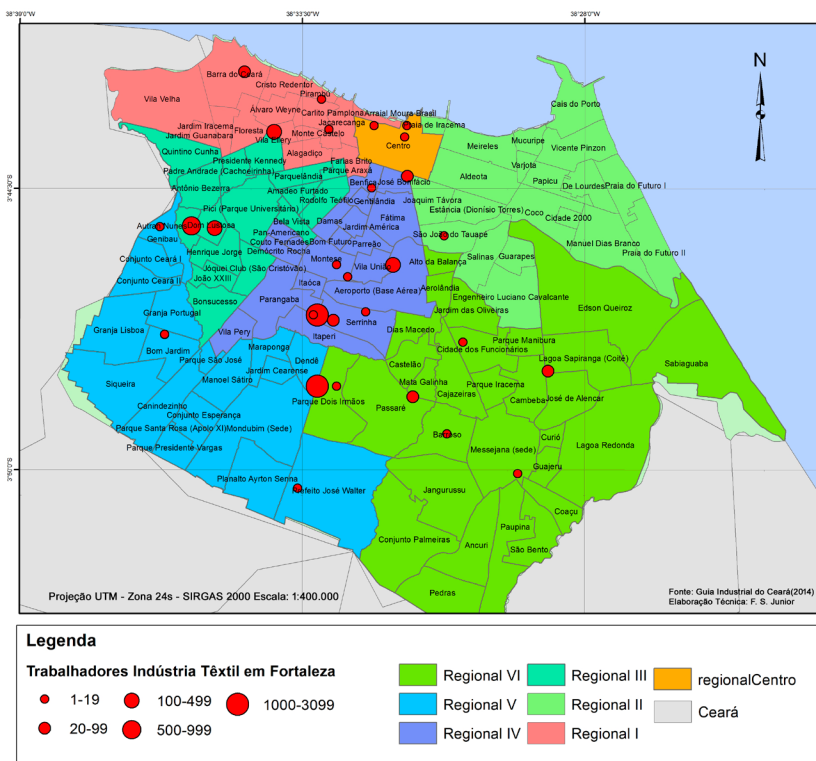 38°39'0"W
38°33'30"W
38°28'0"W
N
3°44'30"S
3°50'0"S
Barra do Ceará
Cristo Redentor
Pirambú
Vila Velha
Álvaro Weyne
Carlito Pamplona
Arraial Moura Brasil
Jacarecanga
Praia de Iracema
Cais do Porto
Jardim Iracema
Jardim Guanabara
Floresta
Vila Ellery
Monte Castelo
Centro
Meireles
Mucuripe
Vicente Pinzon
Quintino Cunha
Alagadiço
Presidente Kennedy
Farias Brito
Parque Araxá
Varjota
Padre Andrade (Cachoeirinha)
Parquelândia
Benfica
José Bonifácio
Aldeota
Papicu
De Lourdes
Praia do Futuro I
Antônio Bezerra
Amadeu Furtado
Rodolfo Teófilo
Gentilândia
Joaquim Távora
Pici (Parque Universitário)
Fátima
Estância (Dionísio Torres)
Coco
Cidade 2000
Autran Nunes
Dom Lustosa
Bela Vista
Damas
Jardim América
São João do Tauapé
Genibau
Pan-Americano
Couto Fernades
Bom Futuro
Parreão
Manuel Dias Branco
Praia do Futuro II
Henrique Jorge
Demócrito Rocha
Conjunto Ceará I
Montese
Vila União
Alto da Balança
Salinas
Guarapes
Jóquei Club (São Cristóvão)
João XXIII
Conjunto Ceará II
Itaóca
Aeroporto (Base Aérea)
Aerolândia
Engenheiro Luciano Cavalcante
Bonsucesso
Parangaba
Jardim das Oliveiras
Edson Queiroz
Granja Portugal
Granja Lisboa
Vila Pery
Serrinha
Itaperi
Dias Macedo
Parque Manibura
Bom Jardim
Parque São José
Maraponga
Cidade dos Funcionários
Lagoa Sapiranga (Coité)
Sabiaguaba
Siqueira
Manoel Sátiro
Jardim Cearense
Dendê
Castelão
Mata Galinha
Parque Iracema
Canindezinho
Parque Dois Irmãos
Passaré
Cajazeiras
Cambeba
José de Alencar
Conjunto Esperança
Parque Santa Rosa (Apolo XI)
Mondubim (Sede)
Barroso
Curió
Parque Presidente Vargas
Messejana (sede)
Lagoa Redonda
Guajeru
Planalto Ayrton Senna
Prefeito José Walter
Jangurussu
Coaçu
Paupina
Conjunto Palmeiras
Ancuri
São Bento
Pedras
Projeção UTM - Zona 24s - SIRGAS 2000 Escala: 1:400.000
Fonte: Guia Industrial do Ceará(2014)
Elaboração Técnica: F. S. Junior
Legenda
Trabalhadores Indústria Têxtil em Fortaleza
1-19
100-499
1000-3099
20-99
500-999
Regional VI
Regional III
regionalCentro
Regional V
Regional II
Ceará
Regional IV
Regional I